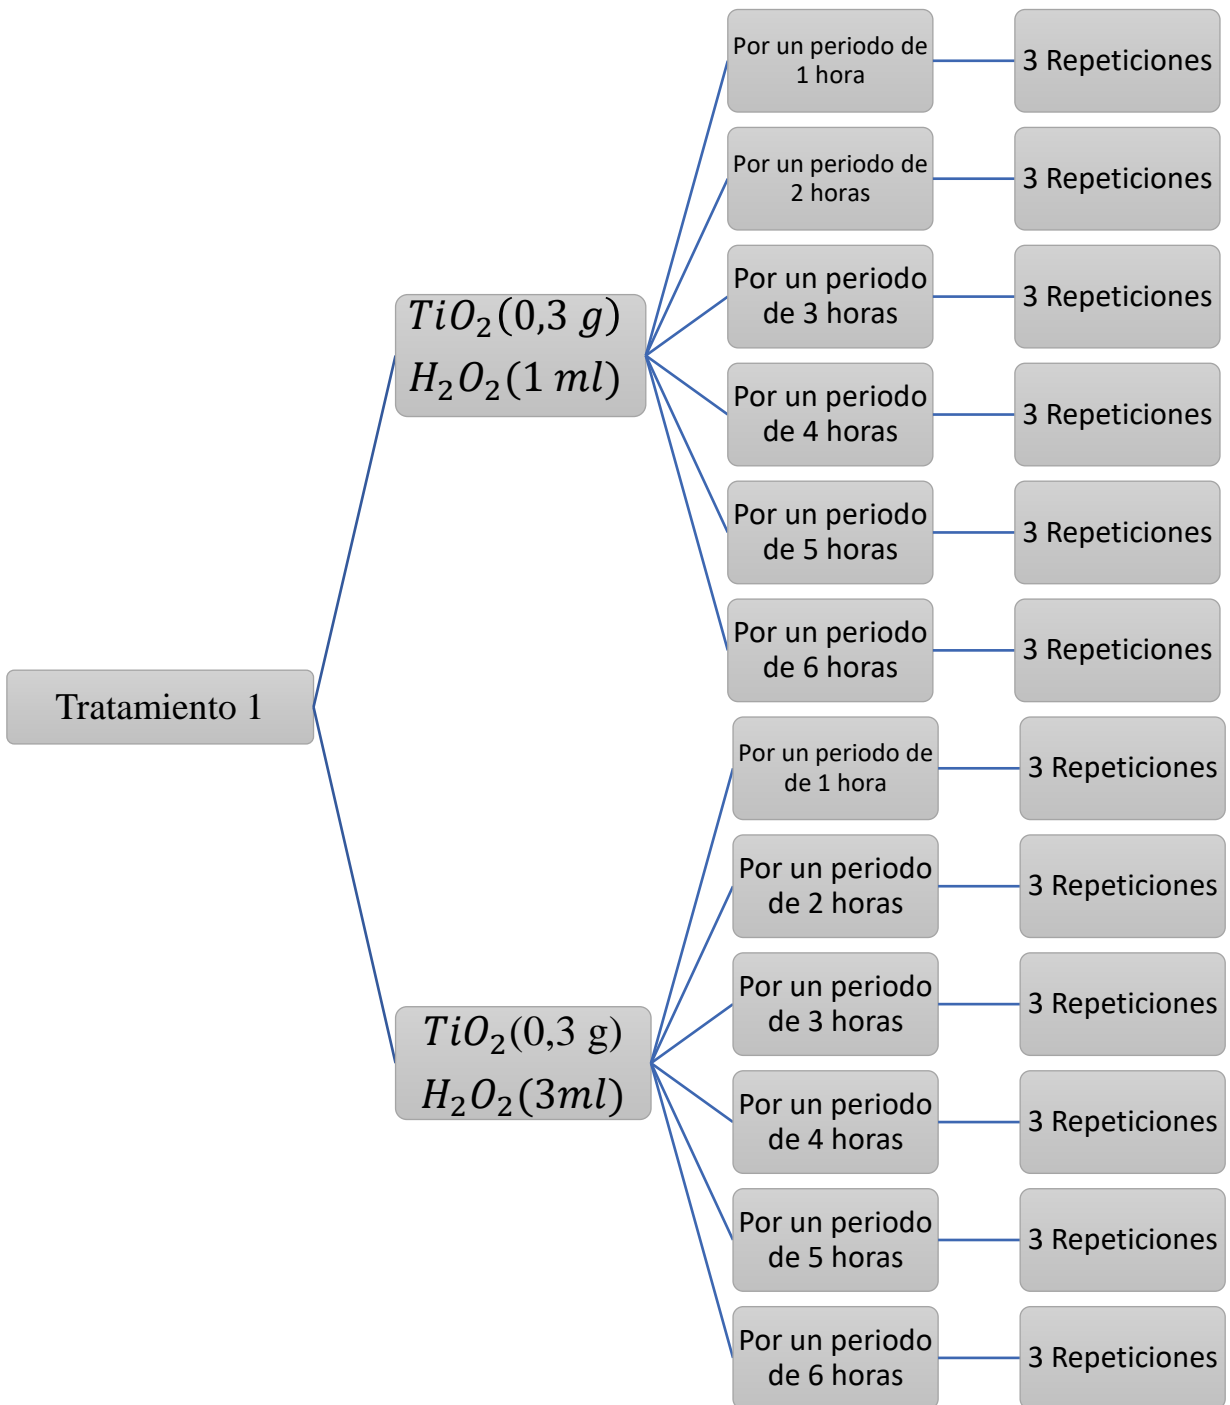 Por un periodo de
1 hora
3 Repeticiones
Por un periodo de
2 horas
3 Repeticiones
Por un periodo
de 3 horas
3 Repeticiones
Por un periodo
de 4 horas
3 Repeticiones
Por un periodo
de 5 horas
3 Repeticiones
Por un periodo
de 6 horas
3 Repeticiones
TiO₂(0,3 g)
H₂O₂(1 ml)
Tratamiento 1
Por un periodo de
de 1 hora
3 Repeticiones
Por un periodo
de 2 horas
3 Repeticiones
Por un periodo
de 3 horas
3 Repeticiones
Por un periodo
de 4 horas
3 Repeticiones
Por un periodo
de 5 horas
3 Repeticiones
Por un periodo
de 6 horas
3 Repeticiones
TiO₂(0,3 g)
H₂O₂(3ml)